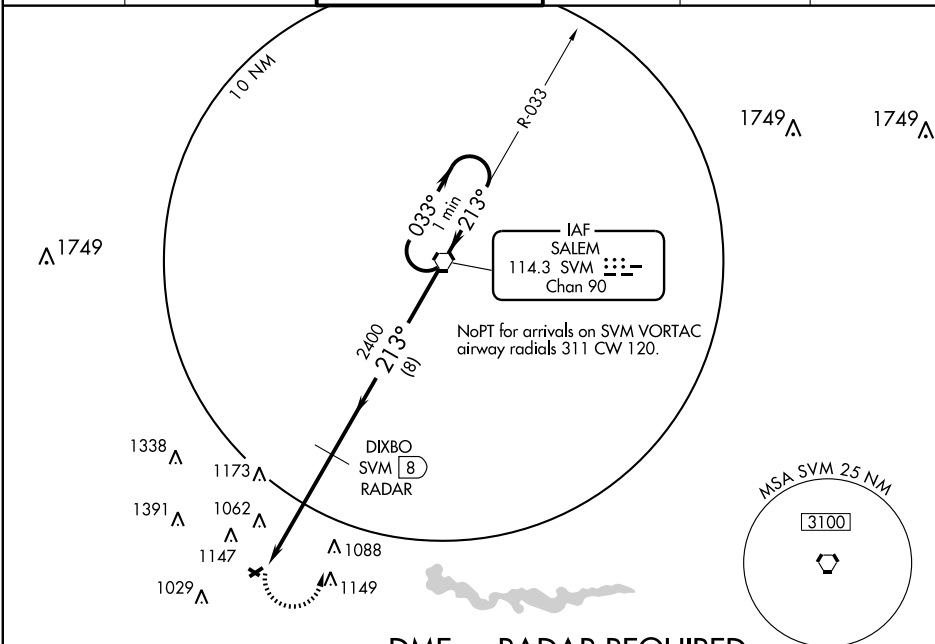 10 NM
R-033
1749
1749
1749
033°
1 min
213°
IAF
SALEM
114.3 SVM
Chan 90
NoPT for arrivals on SVM VORTAC
airway radials 311 CW 120.
2400
213°
(8)
DIXBO
SVM 8
RADAR
1338
1173
1391
1062
1147
1088
1029
1149
MSA SVM 25 NM
3100